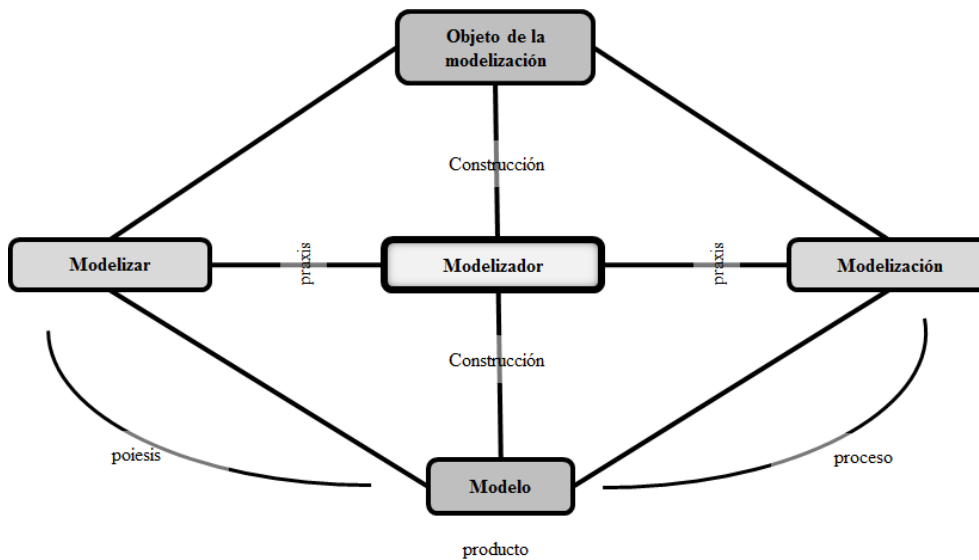 Objeto de la
modelización
Construcción
Modelizar
praxis
Modelizador
praxis
Modelización
Construcción
poiesis
proceso
Modelo
producto